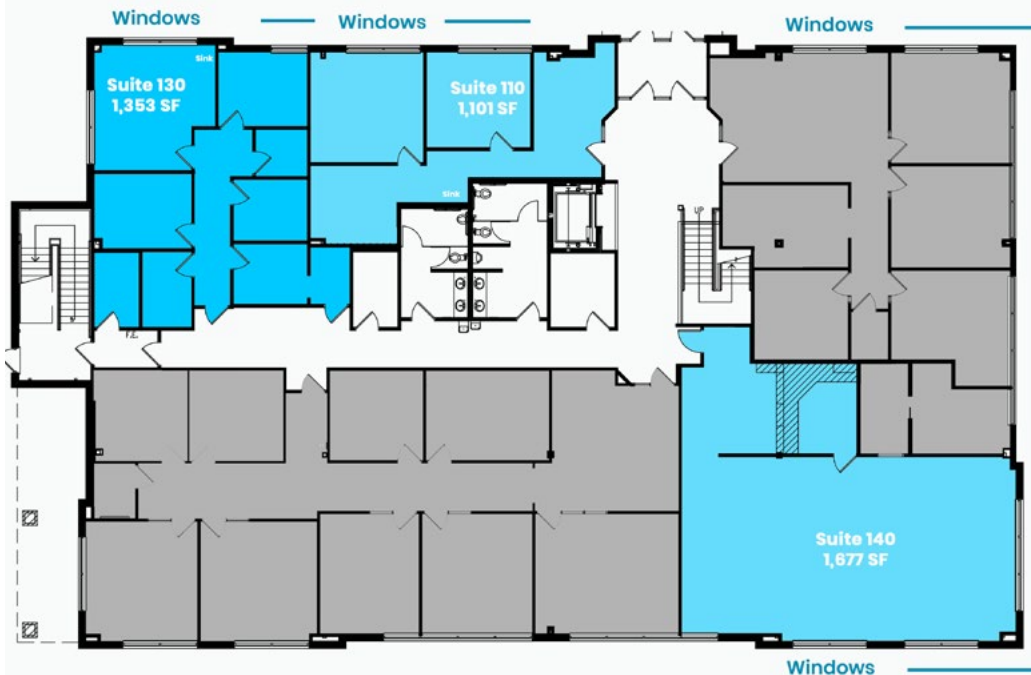 Windows
Windows
Windows
Sink
Suite 130
1,353 SF
Suite 110
1,101 SF
Sink
UP
Suite 140
1,677 SF
Windows